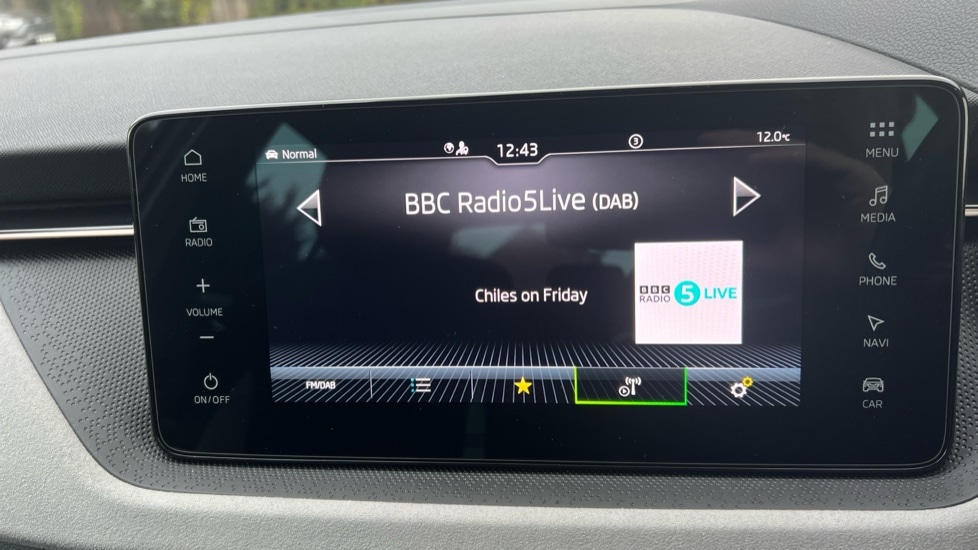 Normal
12:43
3
12.0°C
HOME
RADIO
+
VOLUME
−
ON/OFF
BBC Radio5Live (DAB)
Chiles on Friday
BBC
RADIO 5 LIVE
FM/DAB
MENU
MEDIA
PHONE
NAVI
CAR